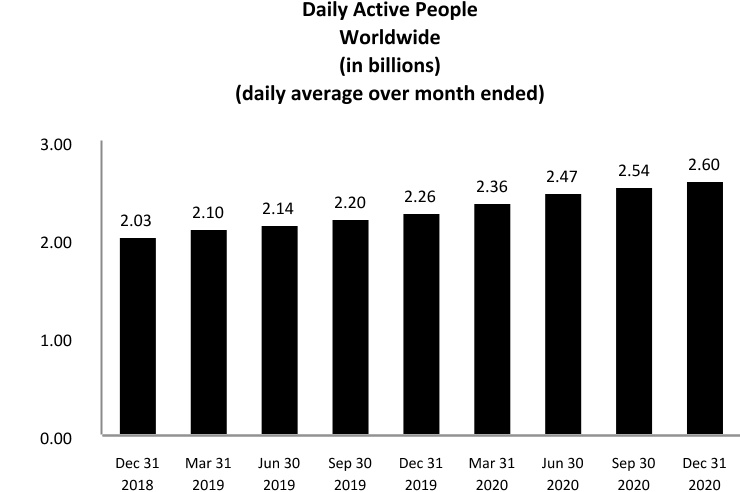 Daily Active People
Worldwide
(in billions)
(daily average over month ended)
3.00
2.00
1.00
0.00
2.03
2.10
2.14
2.20
2.26
2.36
2.47
2.54
2.60
Dec 31 2018
Mar 31 2019
Jun 30 2019
Sep 30 2019
Dec 31 2019
Mar 31 2020
Jun 30 2020
Sep 30 2020
Dec 31 2020